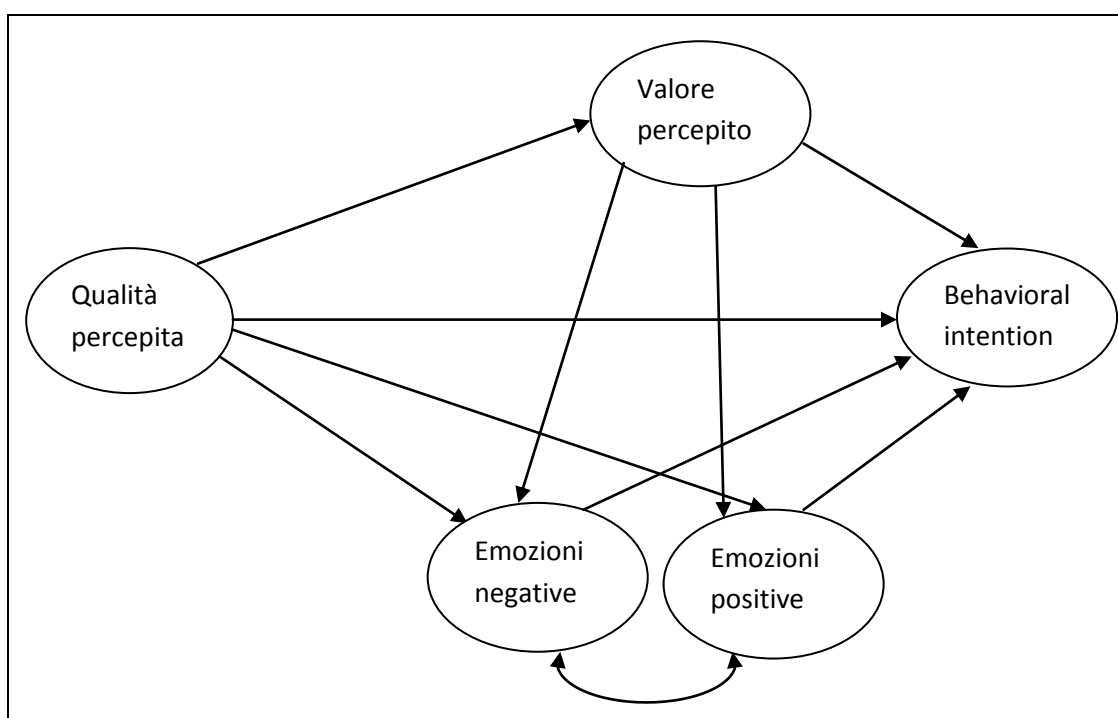 Valore
percepito
Qualità
percepita
Behavioral
intention
Emozioni
negative
Emozioni
positive